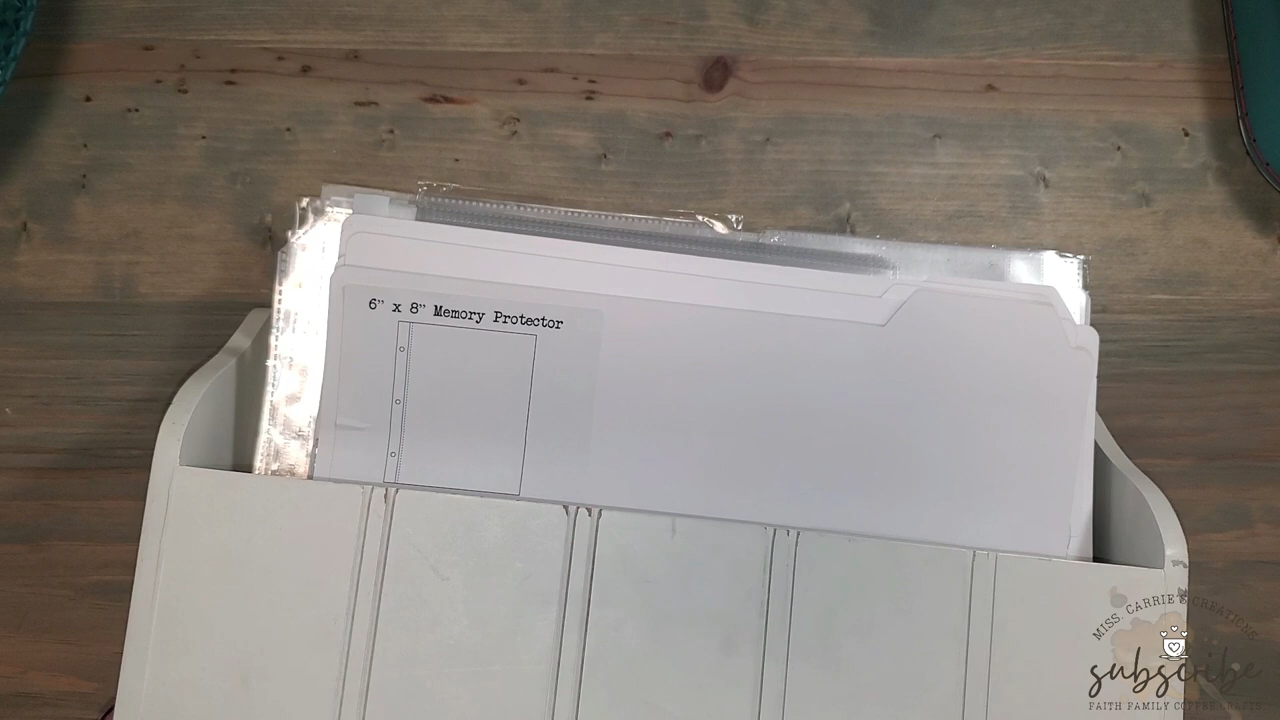 6” x 8” Memory Protector
MISS. CARRIE'S CREATIONS
subscribe
FAITH FAMILY COFFEE CRAFTS